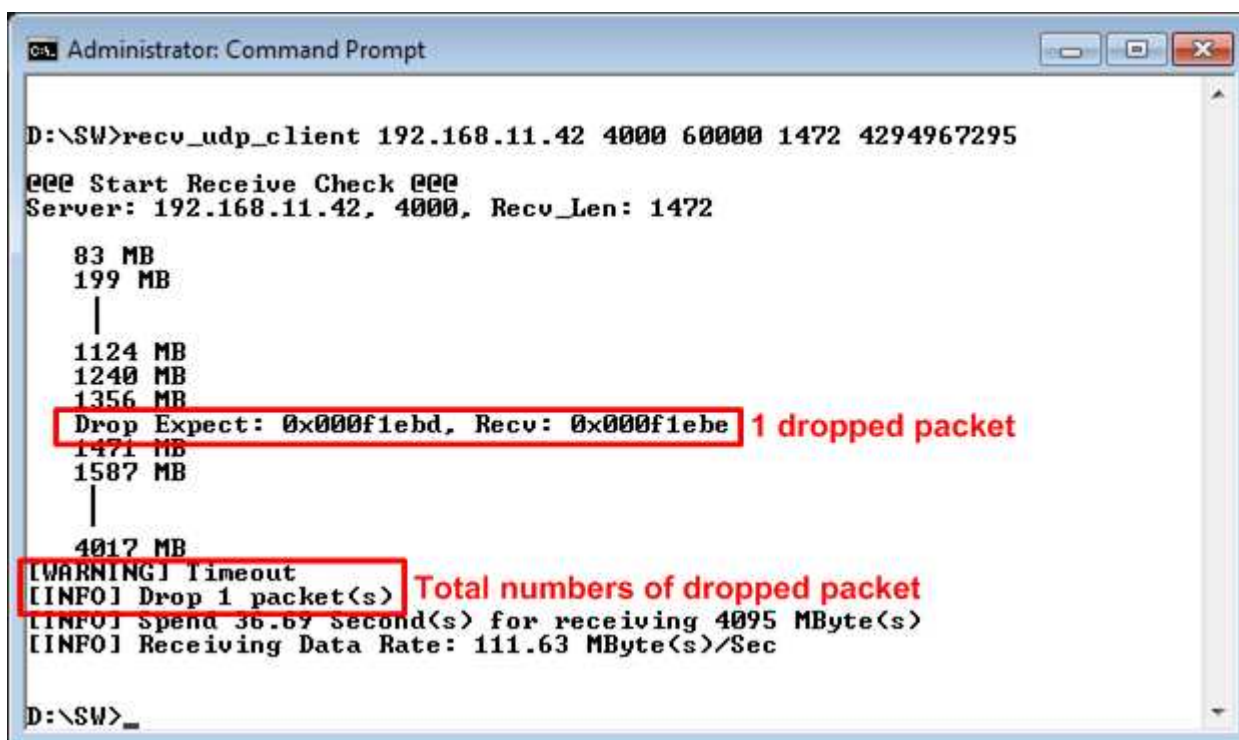 Administrator: Command Prompt
D:\SW>recv_udp_client 192.168.11.42 4000 60000 1472 4294967295
@@@ Start Receive Check @@@
Server: 192.168.11.42, 4000, Recv_Len: 1472
83 MB
199 MB
|
1124 MB
1240 MB
1356 MB
Drop Expect: 0x000f1ebd, Recv: 0x000f1ebe 1 dropped packet
1471 MB
1587 MB
|
4017 MB
[WARNING] Timeout
[INFO] Drop 1 packet(s) Total numbers of dropped packet
[INFO] Spend 36.69 Second(s) for receiving 4095 MByte(s)
[INFO] Receiving Data Rate: 111.63 MByte(s)/Sec
D:\SW>_